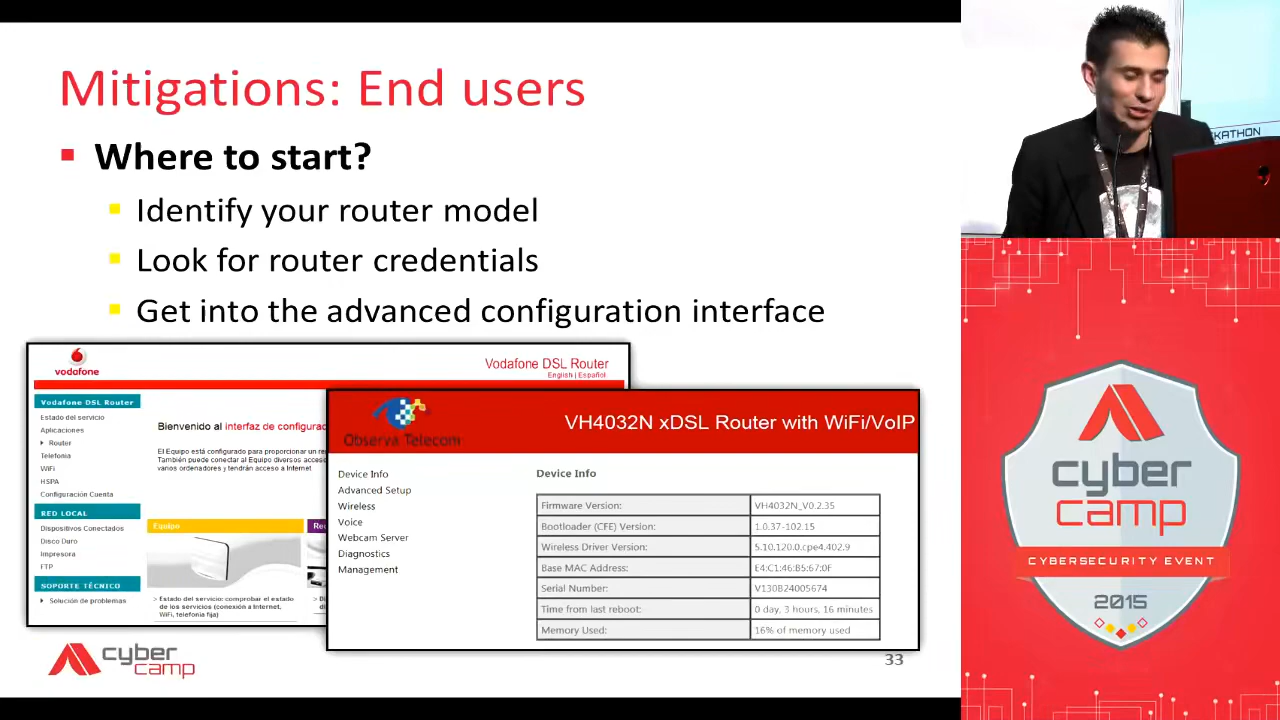 Mitigations: End users
Where to start?
Identify your router model
Look for router credentials
Get into the advanced configuration interface
vodafone
Vodafone DSL Router
English | Español
Vodafone DSL Router
Estado del servicio
Aplicaciones
Router
Telefonía
WiFi
HSPA
Configuración Cuenta
RED LOCAL
Dispositivos Conectados
Disco Duro
Impresora
FTP
SOPORTE TÉCNICO
Solución de problemas
Bienvenido al interfaz de configurac
El Equipo está configurado para proporcionar un re
También puede conectar al Equipo diversos acceso
varios ordenadores y tendrán acceso a Internet
Equipo
> Estado del servicio: comprobar el estado
de los servicios (conexión a Internet,
WiFi, telefonía fija)
Observa Telecom
VH4032N xDSL Router with WiFi/VoIP
Device Info
Advanced Setup
Wireless
Voice
Webcam Server
Diagnostics
Management
Device Info
Firmware Version: VH4032N_V0.2.35
Bootloader (CFE) Version: 1.0.37-102.15
Wireless Driver Version: 5.10.120.0.cpe4.402.9
Base MAC Address: E4:C1:46:B5:67:0F
Serial Number: V130B24005674
Time from last reboot: 0 day, 3 hours, 16 minutes
Memory Used: 16% of memory used
cyber
camp
33
KATHON
cyber
camp
CYBERSECURITY EVENT
2015